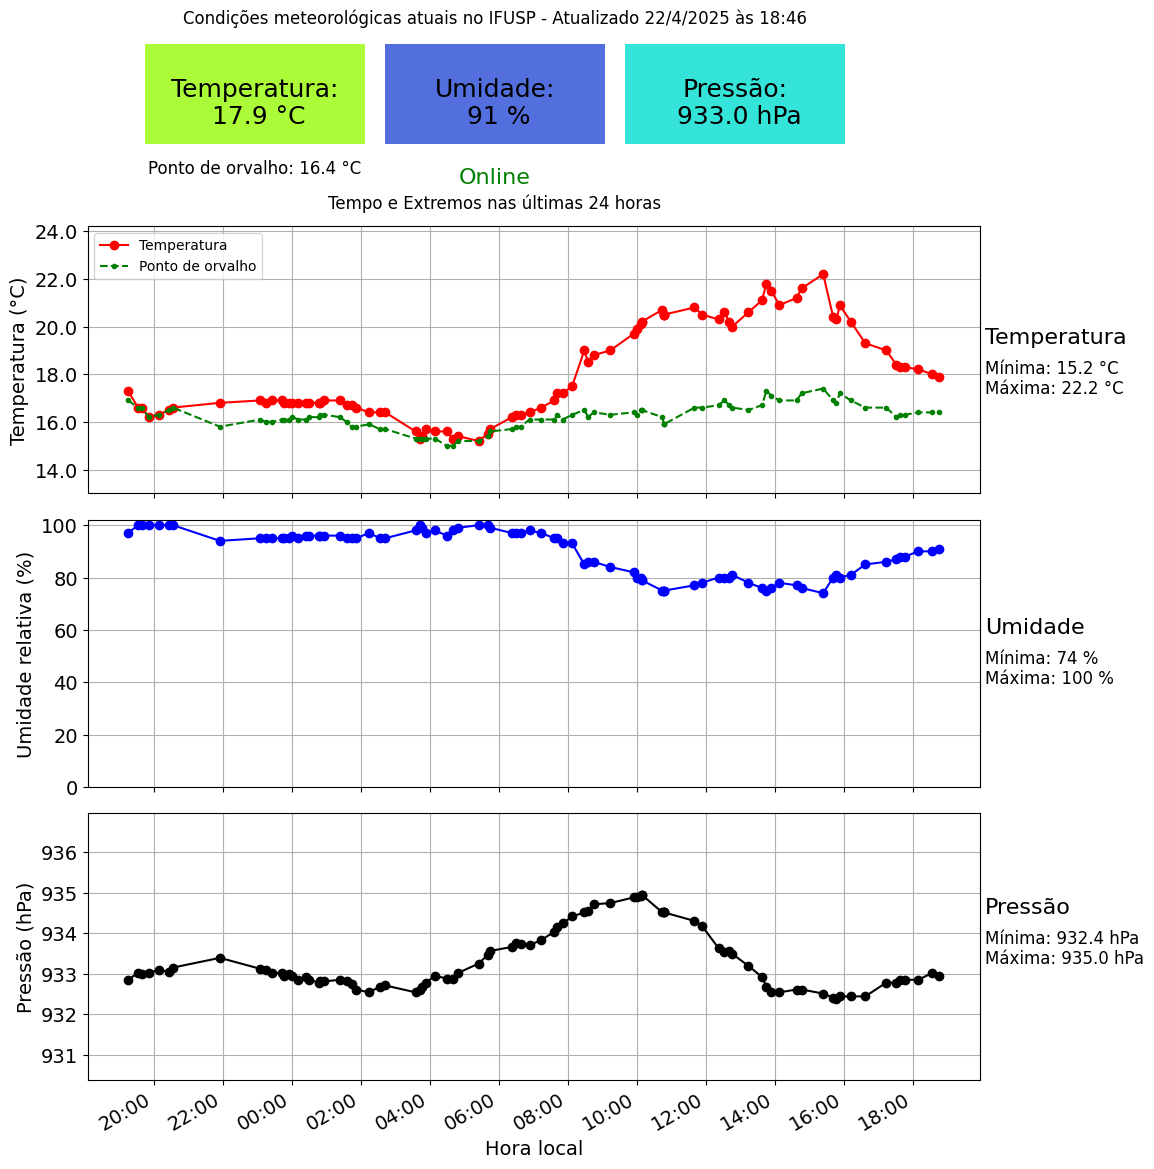 Condições meteorológicas atuais no IFUSP - Atualizado 22/4/2025 às 18:46
Temperatura:
17.9 °C
Umidade:
91 %
Pressão:
933.0 hPa
Ponto de orvalho: 16.4 °C
Online
Tempo e Extremos nas últimas 24 horas
Temperatura (°C)
24.0
22.0
20.0
18.0
16.0
14.0
Temperatura
Ponto de orvalho
Temperatura
Mínima: 15.2 °C
Máxima: 22.2 °C
Umidade relativa (%)
100
80
60
40
20
0
Umidade
Mínima: 74 %
Máxima: 100 %
Pressão (hPa)
936
935
934
933
932
931
Pressão
Mínima: 932.4 hPa
Máxima: 935.0 hPa
20:00 22:00 00:00 02:00 04:00 06:00 08:00 10:00 12:00 14:00 16:00 18:00
Hora local